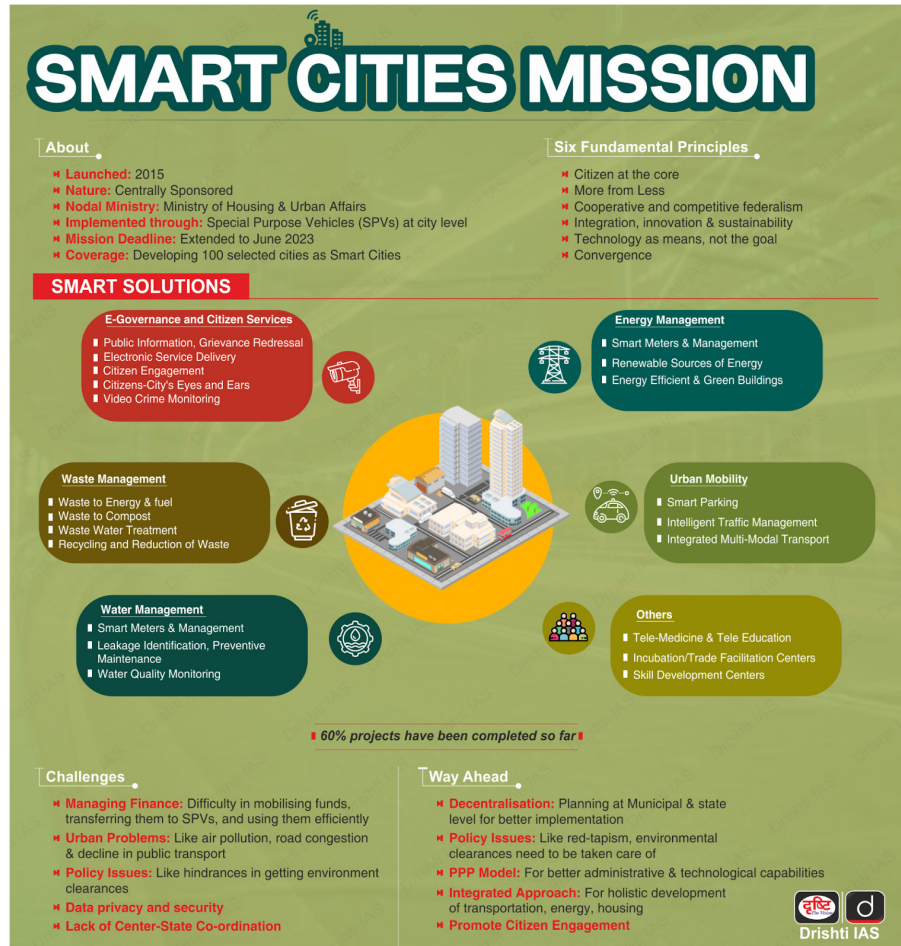 SMART CITIES MISSION
About
Launched: 2015
Nature: Centrally Sponsored
Nodal Ministry: Ministry of Housing & Urban Affairs
Implemented through: Special Purpose Vehicles (SPVs) at city level
Mission Deadline: Extended to June 2023
Coverage: Developing 100 selected cities as Smart Cities
Six Fundamental Principles
Citizen at the core
More from Less
Cooperative and competitive federalism
Integration, innovation & sustainability
Technology as means, not the goal
Convergence
SMART SOLUTIONS
E-Governance and Citizen Services
Public Information, Grievance Redressal
Electronic Service Delivery
Citizen Engagement
Citizens-City's Eyes and Ears
Video Crime Monitoring
Energy Management
Smart Meters & Management
Renewable Sources of Energy
Energy Efficient & Green Buildings
Waste Management
Waste to Energy & fuel
Waste to Compost
Waste Water Treatment
Recycling and Reduction of Waste
Urban Mobility
Smart Parking
Intelligent Traffic Management
Integrated Multi-Modal Transport
Water Management
Smart Meters & Management
Leakage Identification, Preventive
Maintenance
Water Quality Monitoring
Others
Tele-Medicine & Tele Education
Incubation/Trade Facilitation Centers
Skill Development Centers
60% projects have been completed so far
Challenges
Managing Finance: Difficulty in mobilising funds,
transferring them to SPVs, and using them efficiently
Urban Problems: Like air pollution, road congestion
& decline in public transport
Policy Issues: Like hindrances in getting environment
clearances
Data privacy and security
Lack of Center-State Co-ordination
Way Ahead
Decentralisation: Planning at Municipal & state
level for better implementation
Policy Issues: Like red-tapism, environmental
clearances need to be taken care of
PPP Model: For better administrative & technological capabilities
Integrated Approach: For holistic development
of transportation, energy, housing
Promote Citizen Engagement
दृष्टि
The Vision
d
Drishti IAS